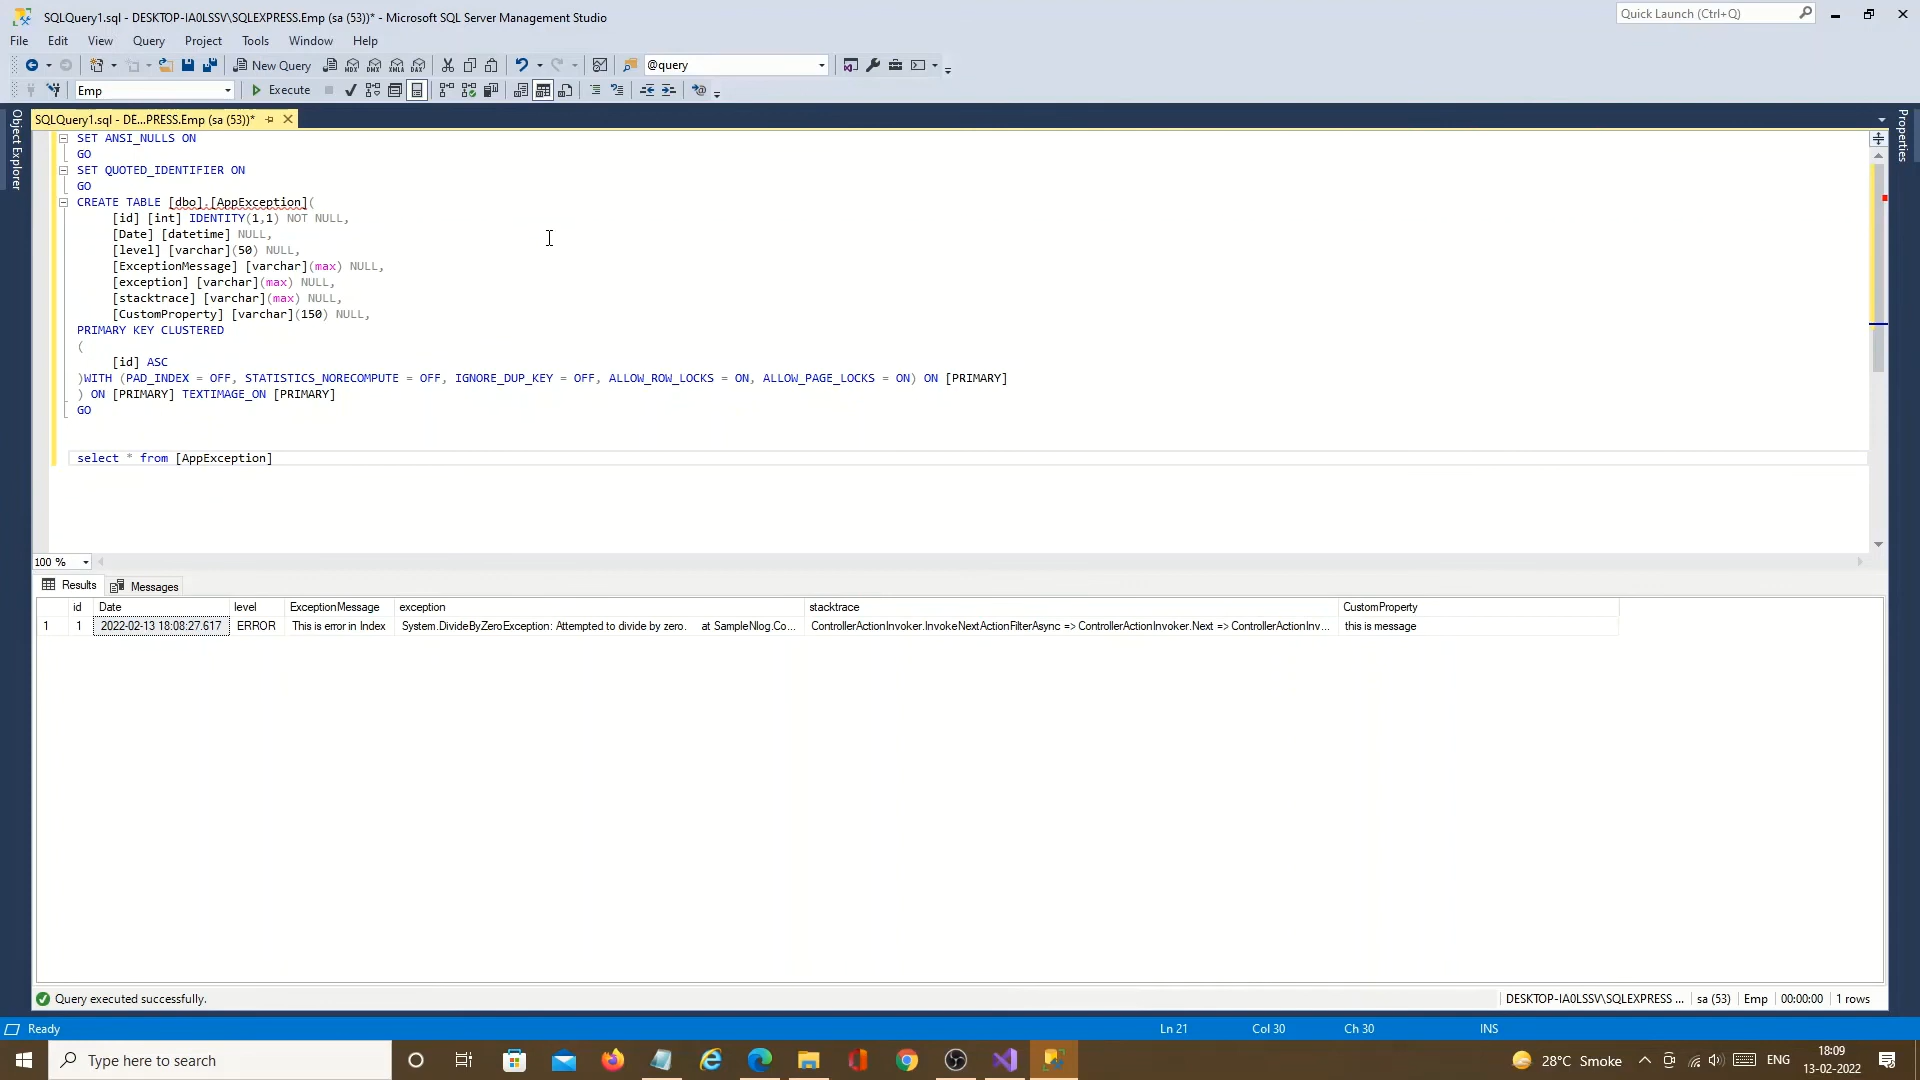 SQLQuery1.sql - DESKTOP-IA0LSSV\SQLEXPRESS.Emp (sa (53))* - Microsoft SQL Server Management Studio
Quick Launch (Ctrl+Q)
File Edit View Query Project Tools Window Help
New Query
MDX DMX XMLA DAX
@query
Emp
Execute
Object Explorer
SQLQuery1.sql - DE...PRESS.Emp (sa (53))*
Properties
SET ANSI_NULLS ON
GO
SET QUOTED_IDENTIFIER ON
GO
CREATE TABLE [dbo].[AppException](
[id] [int] IDENTITY(1,1) NOT NULL,
[Date] [datetime] NULL,
[level] [varchar](50) NULL,
[ExceptionMessage] [varchar](max) NULL,
[exception] [varchar](max) NULL,
[stacktrace] [varchar](max) NULL,
[CustomProperty] [varchar](150) NULL,
PRIMARY KEY CLUSTERED
(
[id] ASC
)WITH (PAD_INDEX = OFF, STATISTICS_NORECOMPUTE = OFF, IGNORE_DUP_KEY = OFF, ALLOW_ROW_LOCKS = ON, ALLOW_PAGE_LOCKS = ON) ON [PRIMARY]
) ON [PRIMARY] TEXTIMAGE_ON [PRIMARY]
GO
select * from [AppException]
100 %
Results Messages
id Date level ExceptionMessage exception stacktrace CustomProperty
1 1 2022-02-13 18:08:27.617 ERROR This is error in Index System.DivideByZeroException: Attempted to divide by zero. at SampleNlog.Co... ControllerActionInvoker.InvokeNextActionFilterAsync => ControllerActionInvoker.Next => ControllerActionInv... this is message
Query executed successfully.
DESKTOP-IA0LSSV\SQLEXPRESS ... sa (53) Emp 00:00:00 1 rows
Ready
Ln 21 Col 30 Ch 30 INS
Type here to search
28°C Smoke
ENG
18:09
13-02-2022